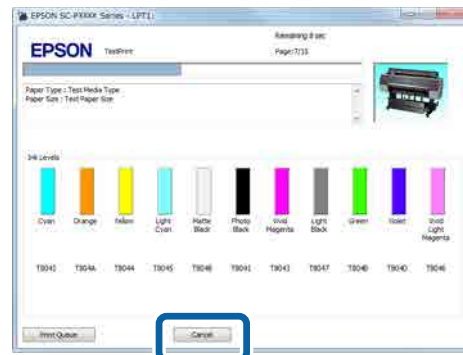 EPSON SC-PXXXX Series - LPT1:
Remaining 8 sec
EPSON TestPrint Page:7/15
Paper Type : Test Media Type
Paper Size : Test Paper Size
Ink Levels
Cyan Orange Yellow Light Cyan Matte Black Photo Black Vivid Magenta Light Black Green Violet Vivid Light Magenta
T8042 T804A T8044 T8045 T8048 T8041 T8043 T8047 T804B T804D T8046
Print Queue Cancel